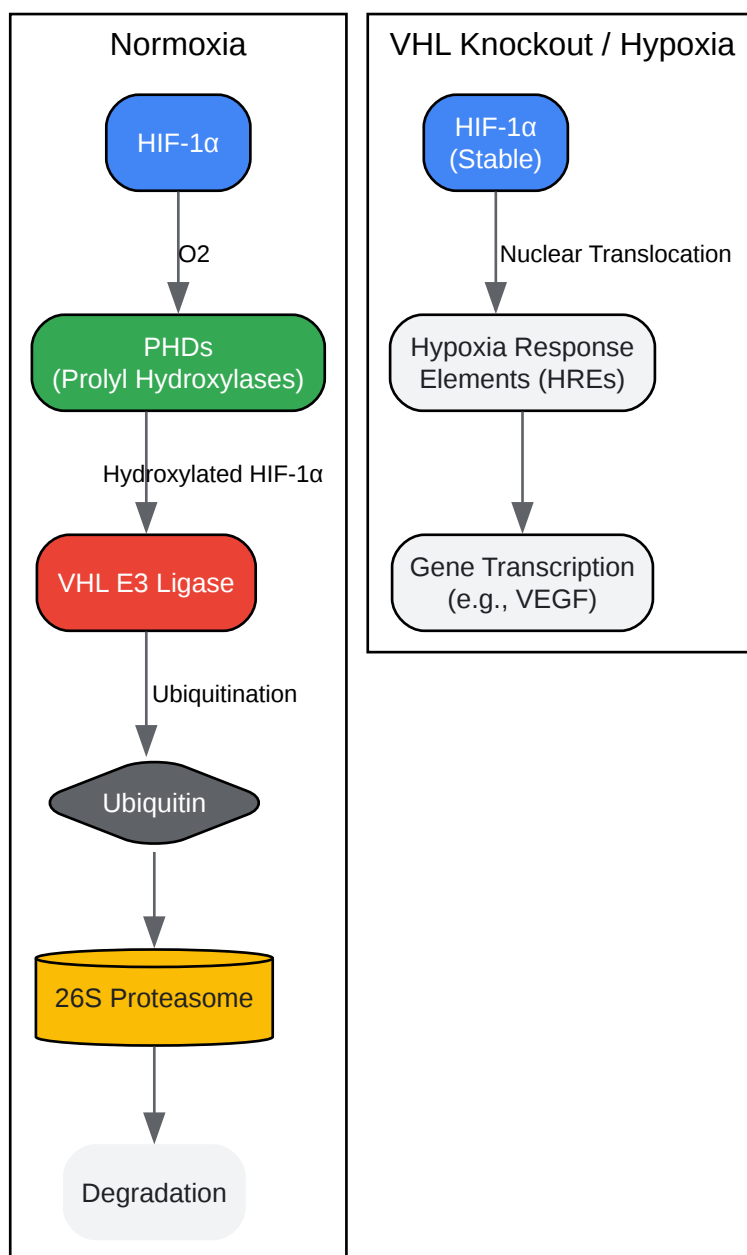 Normoxia
HIF-1α
O2
PHDs
(Prolyl Hydroxylases)
Hydroxylated HIF-1α
VHL E3 Ligase
Ubiquitination
Ubiquitin
26S Proteasome
Degradation
VHL Knockout / Hypoxia
HIF-1α
(Stable)
Nuclear Translocation
Hypoxia Response
Elements (HREs)
Gene Transcription
(e.g., VEGF)